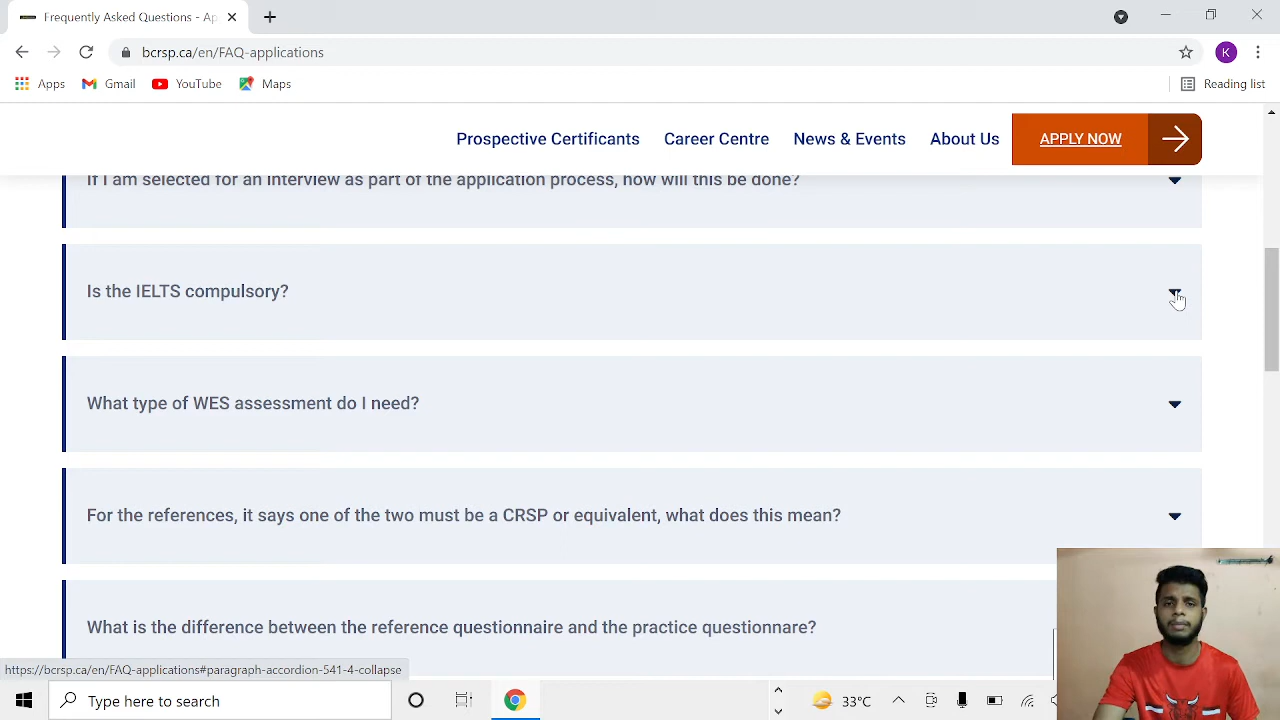 Frequently Asked Questions - Ap
bcrsp.ca/en/FAQ-applications
Apps
Gmail
YouTube
Maps
K
Reading list
Prospective Certificants
Career Centre
News & Events
About Us
APPLY NOW
If I am selected for an interview as part of the application process, how will this be done?
Is the IELTS compulsory?
What type of WES assessment do I need?
For the references, it says one of the two must be a CRSP or equivalent, what does this mean?
What is the difference between the reference questionnaire and the practice questionnare?
https://bcrsp.ca/en/FAQ-applications#paragraph-accordion-541-4-collapse
Type here to search
33°C